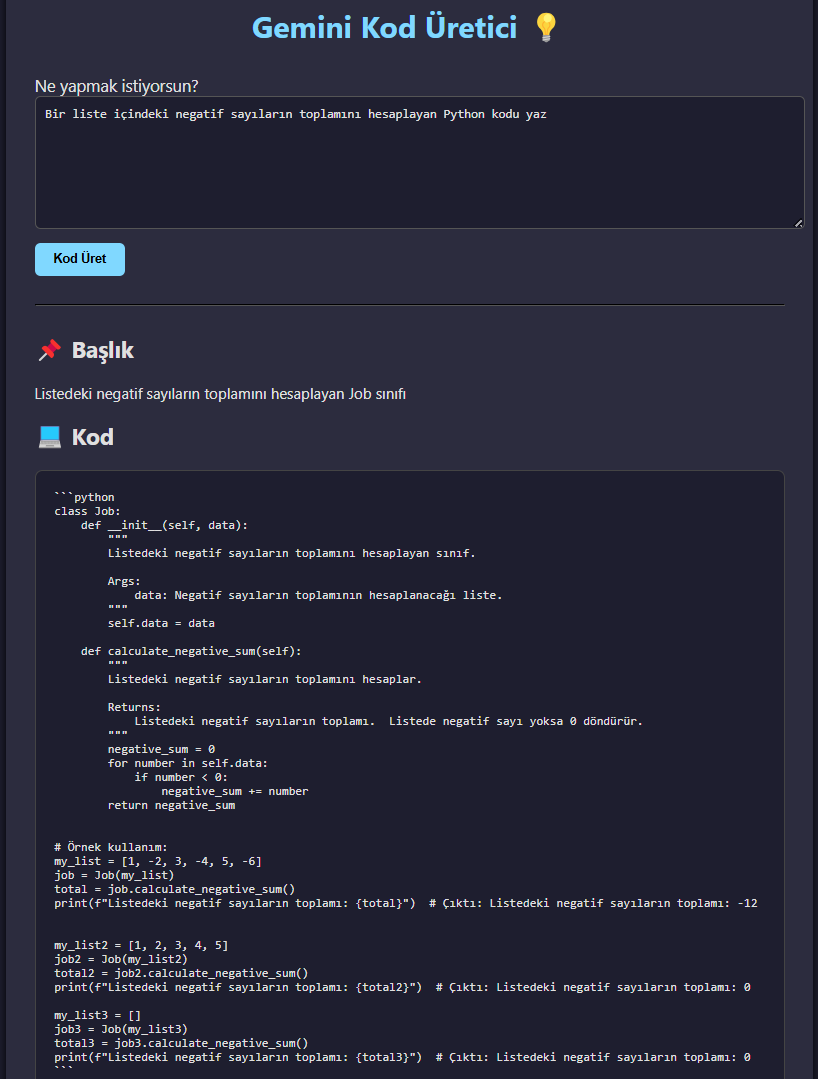 Gemini Kod Üretici 💡
Ne yapmak istiyorsun?
Bir liste içindeki negatif sayıların toplamını hesaplayan Python kodu yaz
Kod Üret
📌 Başlık
Listedeki negatif sayıların toplamını hesaplayan Job sınıfı
💻 Kod
```python
class Job:
    def __init__(self, data):
        """
        Listedeki negatif sayıların toplamını hesaplayan sınıf.

        Args:
            data: Negatif sayıların toplamının hesaplanacağı liste.
        """
        self.data = data

    def calculate_negative_sum(self):
        """
        Listedeki negatif sayıların toplamını hesaplar.

        Returns:
            Listedeki negatif sayıların toplamı.  Listede negatif sayı yoksa 0 döndürür.
        """
        negative_sum = 0
        for number in self.data:
            if number < 0:
                negative_sum += number
        return negative_sum


# Örnek kullanım:
my_list = [1, -2, 3, -4, 5, -6]
job = Job(my_list)
total = job.calculate_negative_sum()
print(f"Listedeki negatif sayıların toplamı: {total}")  # Çıktı: Listedeki negatif sayıların toplamı: -12


my_list2 = [1, 2, 3, 4, 5]
job2 = Job(my_list2)
total2 = job2.calculate_negative_sum()
print(f"Listedeki negatif sayıların toplamı: {total2}")  # Çıktı: Listedeki negatif sayıların toplamı: 0

my_list3 = []
job3 = Job(my_list3)
total3 = job3.calculate_negative_sum()
print(f"Listedeki negatif sayıların toplamı: {total3}")  # Çıktı: Listedeki negatif sayıların toplamı: 0
```